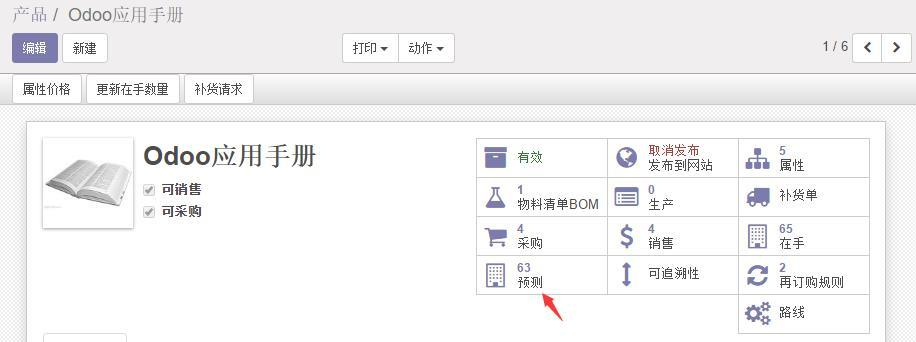 产品 / Odoo应用手册
编辑 新建 打印 动作 1 / 6
属性价格 更新在手数量 补货请求
Odoo应用手册
可销售
可采购
有效
取消发布
发布到网站
5
属性
1
物料清单BOM
0
生产
补货单
4
采购
4
销售
65
在手
63
预测
可追溯性
2
再订购规则
路线